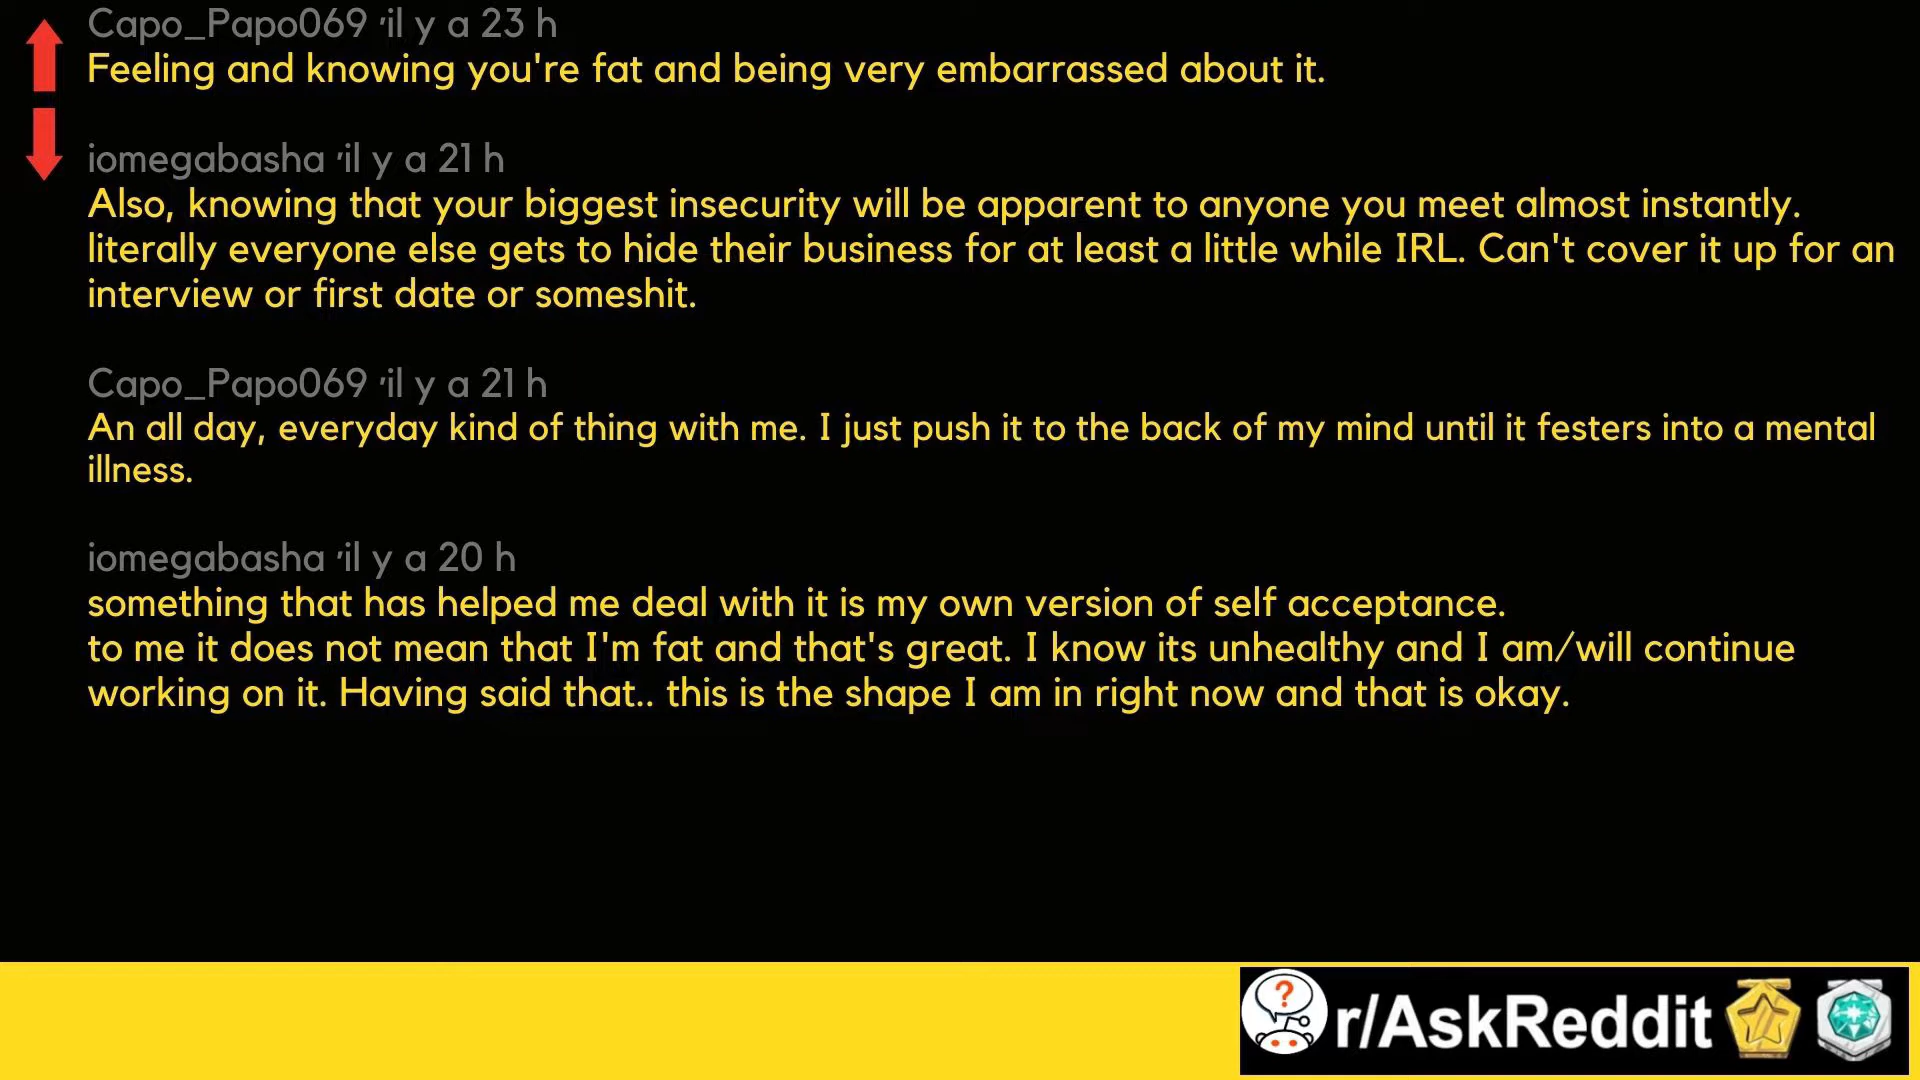 Capo_Papo069 ·il y a 23 h
Feeling and knowing you're fat and being very embarrassed about it.
iomegabasha ·il y a 21 h
Also, knowing that your biggest insecurity will be apparent to anyone you meet almost instantly.
literally everyone else gets to hide their business for at least a little while IRL. Can't cover it up for an
interview or first date or someshit.
Capo_Papo069 ·il y a 21 h
An all day, everyday kind of thing with me. I just push it to the back of my mind until it festers into a mental
illness.
iomegabasha ·il y a 20 h
something that has helped me deal with it is my own version of self acceptance.
to me it does not mean that I'm fat and that's great. I know its unhealthy and I am/will continue
working on it. Having said that.. this is the shape I am in right now and that is okay.
?
r/AskReddit